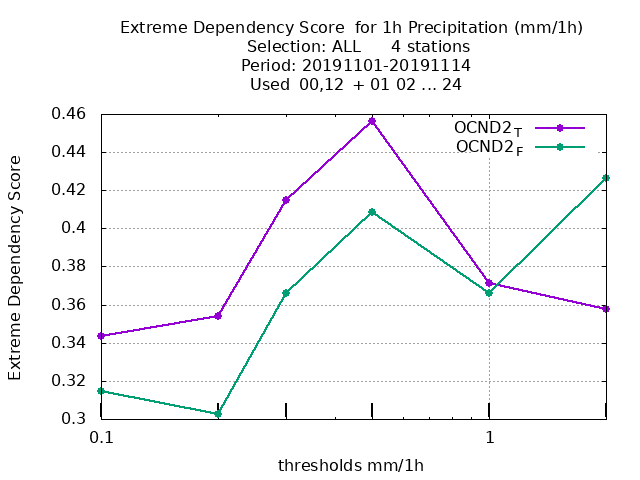 Extreme Dependency Score  for 1h Precipitation (mm/1h)
Selection: ALL      4 stations
Period: 20191101-20191114
Used  00,12  + 01 02 ... 24
0.46
0.44
0.42
0.4
0.38
0.36
0.34
0.32
0.3
Extreme Dependency Score
OCND2T
OCND2F
0.1 1
thresholds mm/1h